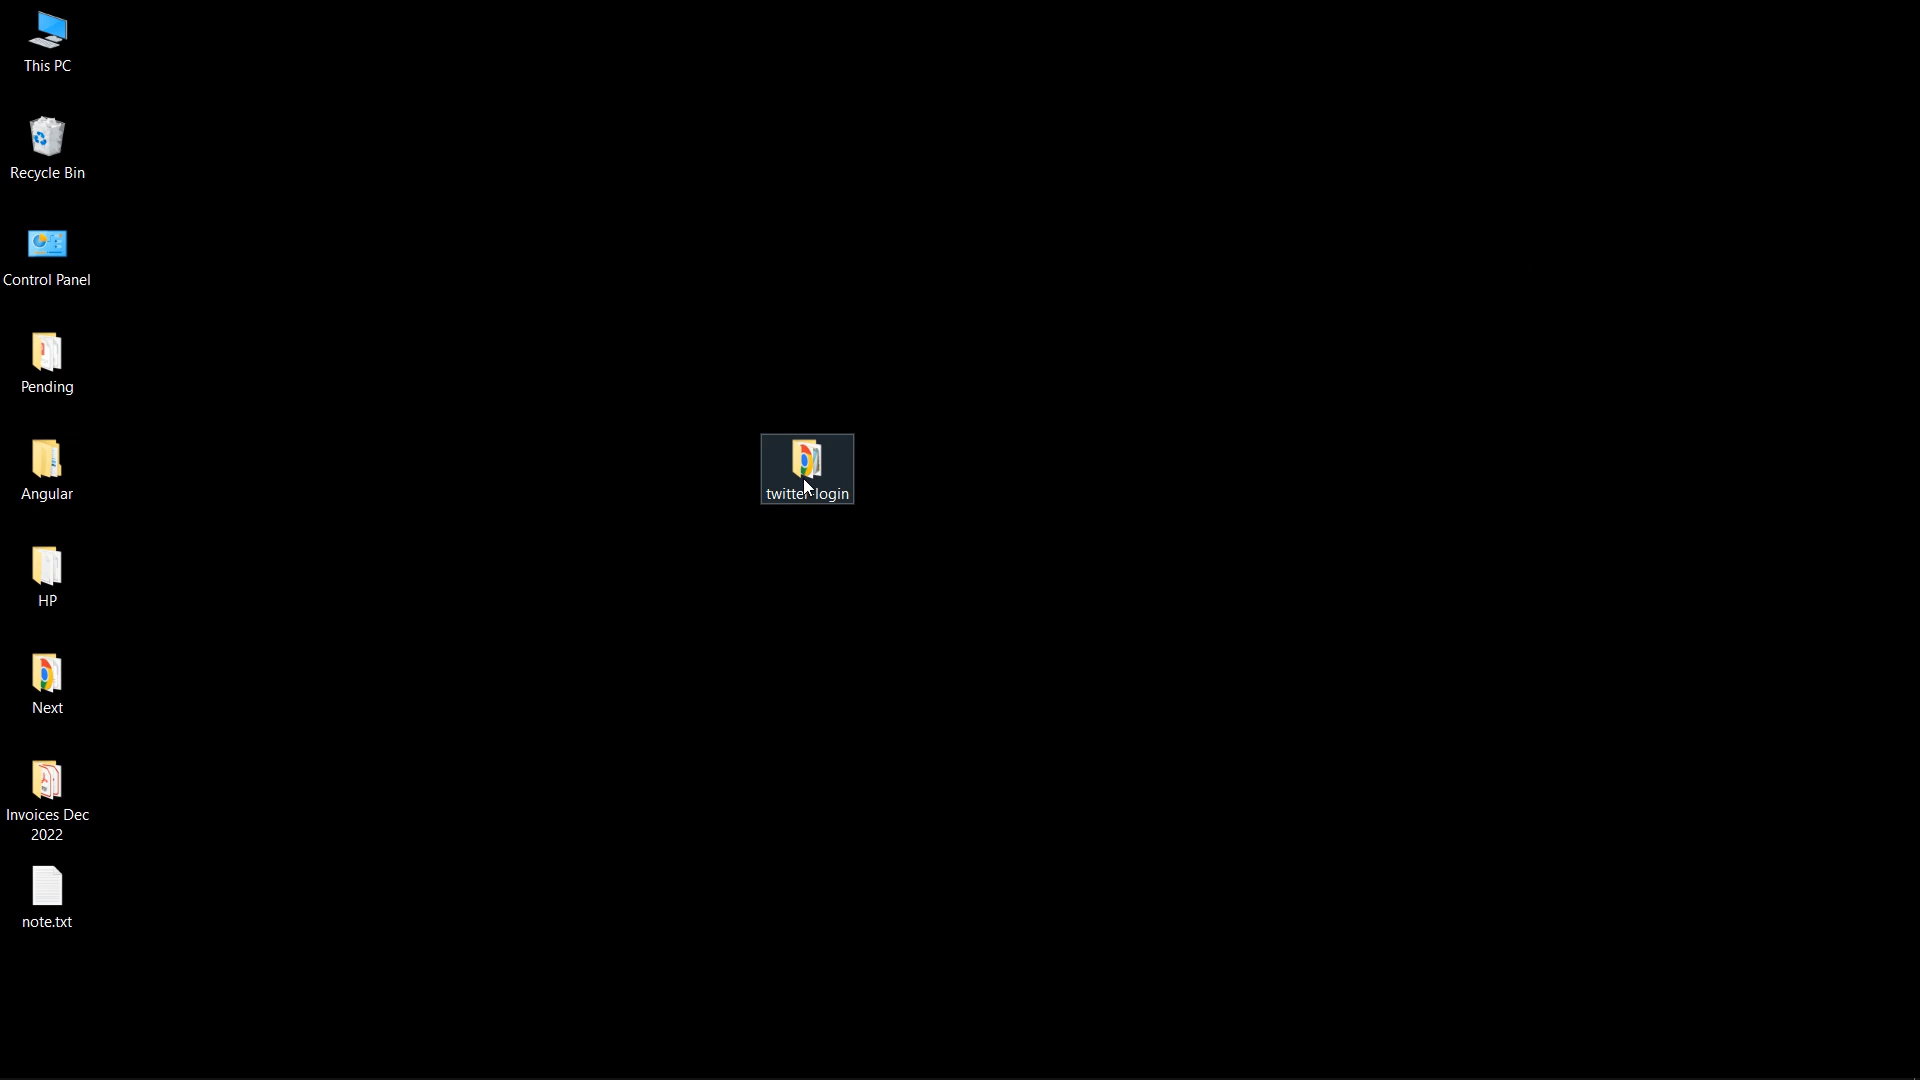 This PC
Recycle Bin
Control Panel
Pending
Angular
twitter-login
HP
Next
Invoices Dec
2022
note.txt